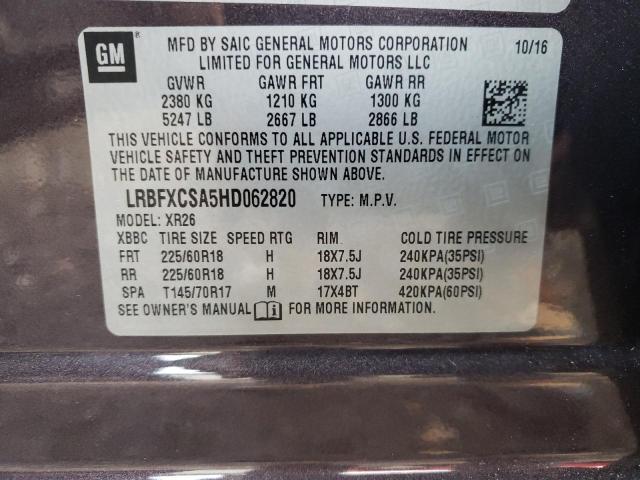 GM
MFD BY SAIC GENERAL MOTORS CORPORATION 10/16
LIMITED FOR GENERAL MOTORS LLC
GVWR GAWR FRT GAWR RR
2380 KG 1210 KG 1300 KG
5247 LB 2667 LB 2866 LB
THIS VEHICLE CONFORMS TO ALL APPLICABLE U.S. FEDERAL MOTOR
VEHICLE SAFETY AND THEFT PREVENTION STANDARDS IN EFFECT ON
THE DATE OF MANUFACTURE SHOWN ABOVE.
LRBFXCSA5HD062820 TYPE: M.P.V.
MODEL: XR26
XBBC TIRE SIZE SPEED RTG RIM COLD TIRE PRESSURE
FRT 225/60R18 H 18X7.5J 240KPA(35PSI)
RR 225/60R18 H 18X7.5J 240KPA(35PSI)
SPA T145/70R17 M 17X4BT 420KPA(60PSI)
SEE OWNER'S MANUAL FOR MORE INFORMATION.